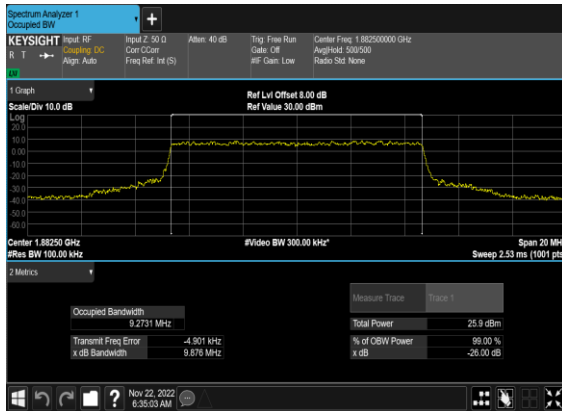 Spectrum Analyzer 1
Occupied BW
+
KEYSIGHT Input: RF Input Z: 50 Ω Atten: 40 dB Trig: Free Run Center Freq: 1.882500000 GHz
R T Coupling: DC Corr CCorr Gate: Off Avg|Hold: 500/500
Align: Auto Freq Ref: Int (S) #IF Gain: Low Radio Std: None
1 Graph Ref Lvl Offset 8.00 dB
Scale/Div 10.0 dB Ref Value 30.00 dBm
Log
20.0
10.0
0.00
-10.0
-20.0
-30.0
-40.0
-50.0
-60.0
Center 1.88250 GHz #Video BW 300.00 kHz* Span 20 MH
#Res BW 100.00 kHz Sweep 2.53 ms (1001 pts
2 Metrics
Measure Trace Trace 1
Occupied Bandwidth
9.2731 MHz Total Power 25.9 dBm
Transmit Freq Error -4.901 kHz % of OBW Power 99.00 %
x dB Bandwidth 9.876 MHz x dB -26.00 dB
? Nov 22, 2022
6:35:03 AM